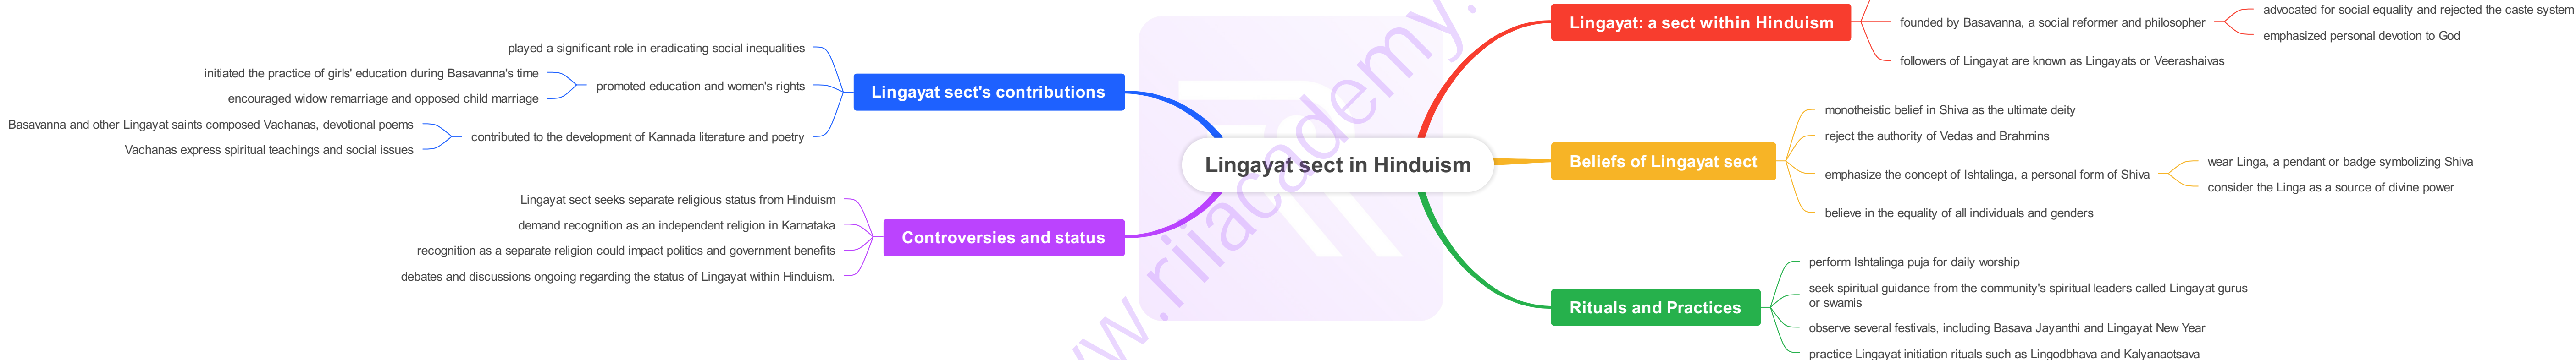 Lingayat sect in Hinduism
Lingayat: a sect within Hinduism
founded by Basavanna, a social reformer and philosopher
advocated for social equality and rejected the caste system
emphasized personal devotion to God
followers of Lingayat are known as Lingayats or Veerashaivas
Beliefs of Lingayat sect
monotheistic belief in Shiva as the ultimate deity
reject the authority of Vedas and Brahmins
emphasize the concept of Ishtalinga, a personal form of Shiva
wear Linga, a pendant or badge symbolizing Shiva
consider the Linga as a source of divine power
believe in the equality of all individuals and genders
Rituals and Practices
perform Ishtalinga puja for daily worship
seek spiritual guidance from the community's spiritual leaders called Lingayat gurus
or swamis
observe several festivals, including Basava Jayanthi and Lingayat New Year
practice Lingayat initiation rituals such as Lingodbhava and Kalyanaotsava
Lingayat sect's contributions
played a significant role in eradicating social inequalities
promoted education and women's rights
initiated the practice of girls' education during Basavanna's time
encouraged widow remarriage and opposed child marriage
contributed to the development of Kannada literature and poetry
Basavanna and other Lingayat saints composed Vachanas, devotional poems
Vachanas express spiritual teachings and social issues
Controversies and status
Lingayat sect seeks separate religious status from Hinduism
demand recognition as an independent religion in Karnataka
recognition as a separate religion could impact politics and government benefits
debates and discussions ongoing regarding the status of Lingayat within Hinduism.